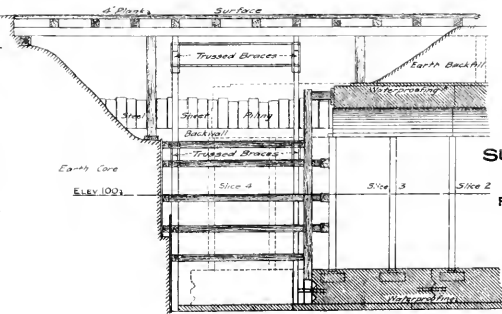 4" Plank
Surface
Trussed Braces
Earth Backfill
Waterproofing
Steel Sheet Piling
Backwall
Trussed Braces
Earth Core
ELEV 100
Slice 4
Slice 3
Slice 2
Waterproofing